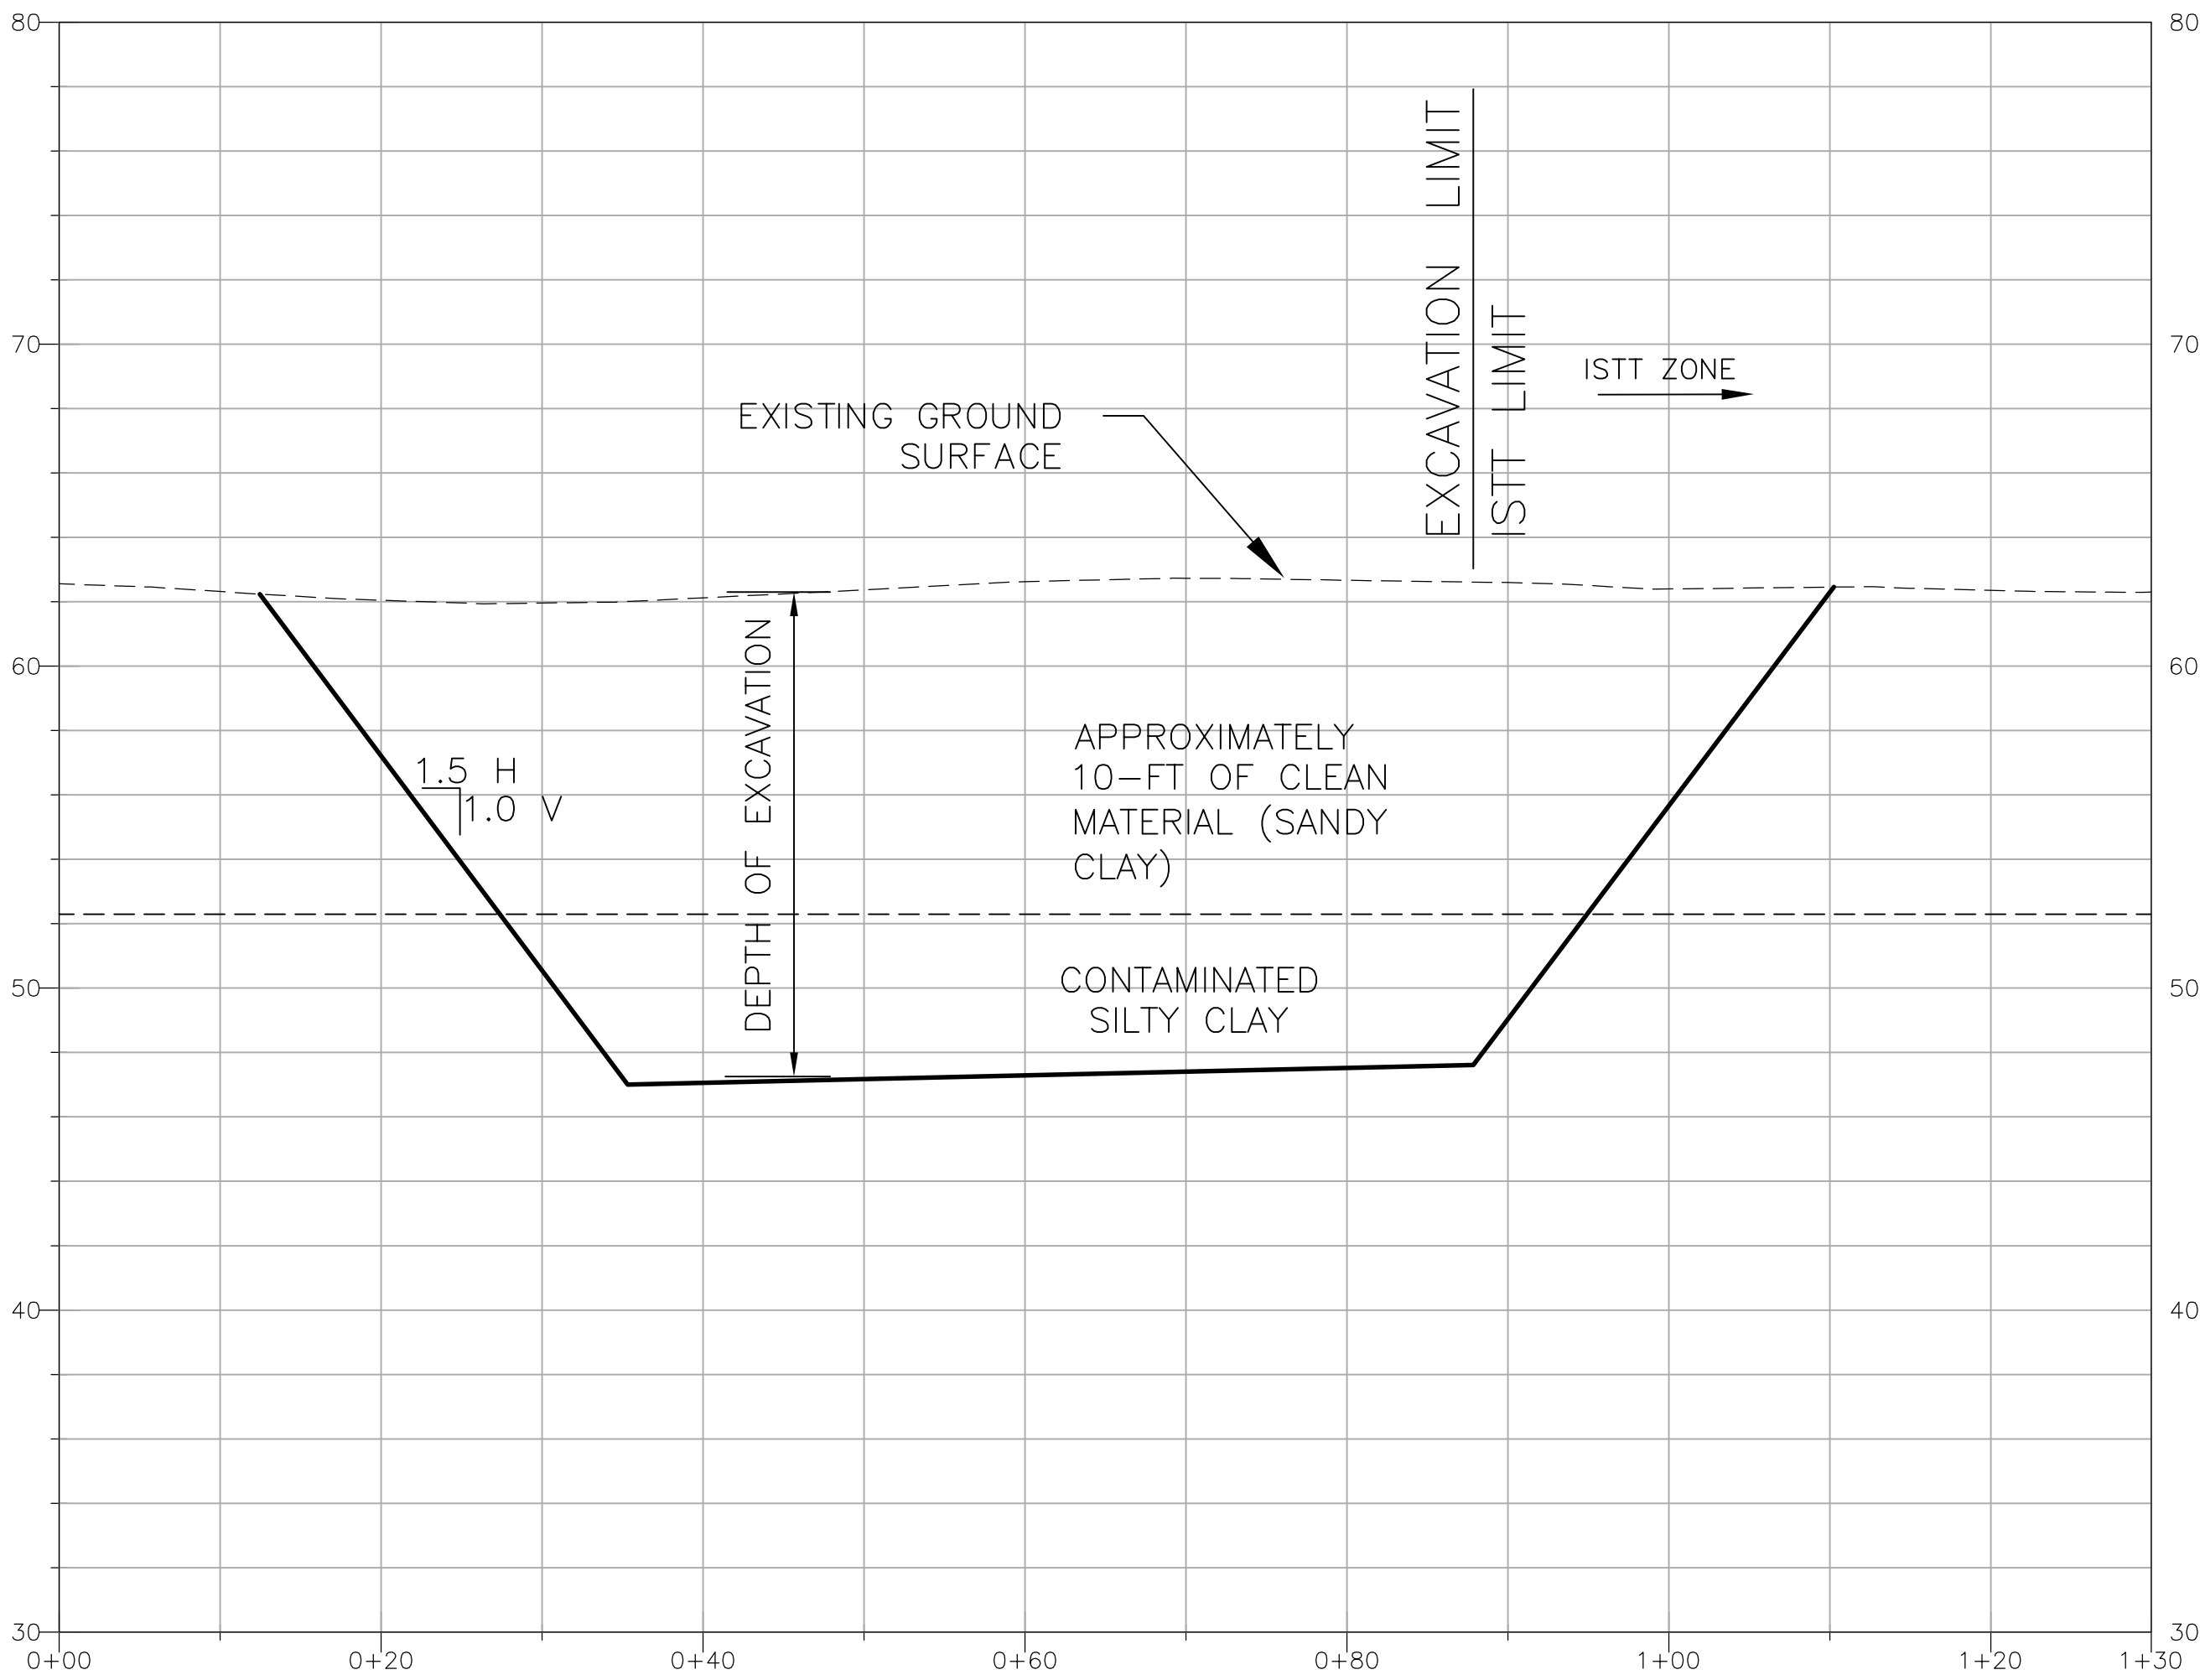 80
80
EXCAVATION LIMIT
ISTT LIMIT
70
70
ISTT ZONE
EXISTING GROUND
SURFACE
60
60
DEPTH OF EXCAVATION
1.5 H
1.0 V
APPROXIMATELY
10-FT OF CLEAN
MATERIAL (SANDY
CLAY)
CONTAMINATED
SILTY CLAY
50
50
40
40
30
30
0+00
0+20
0+40
0+60
0+80
1+00
1+20
1+30